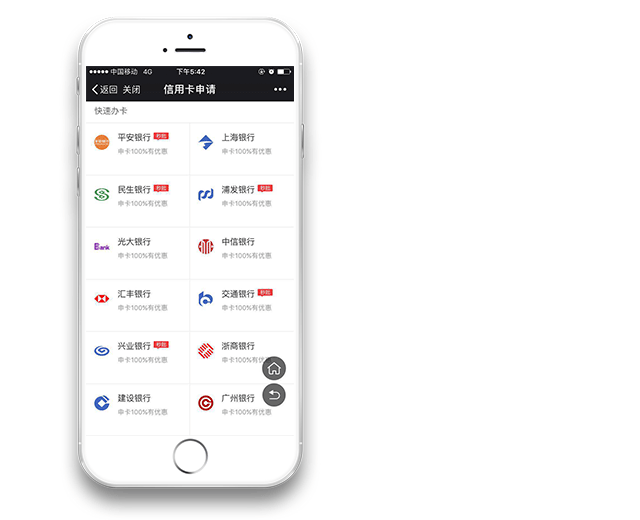 中国移动 4G 下午5:42
返回 关闭 信用卡申请
快速办卡
平安银行 秒批 上海银行
申卡100%有优惠 申卡100%有优惠
民生银行 秒批 浦发银行 秒批
申卡100%有优惠 申卡100%有优惠
Bank 光大银行 中信银行
申卡100%有优惠 申卡100%有优惠
汇丰银行 交通银行 秒批
申卡100%有优惠 申卡100%有优惠
兴业银行 秒批 浙商银行
申卡100%有优惠 申卡100%有优惠
建设银行 广州银行
申卡100%有优惠 申卡100%有优惠